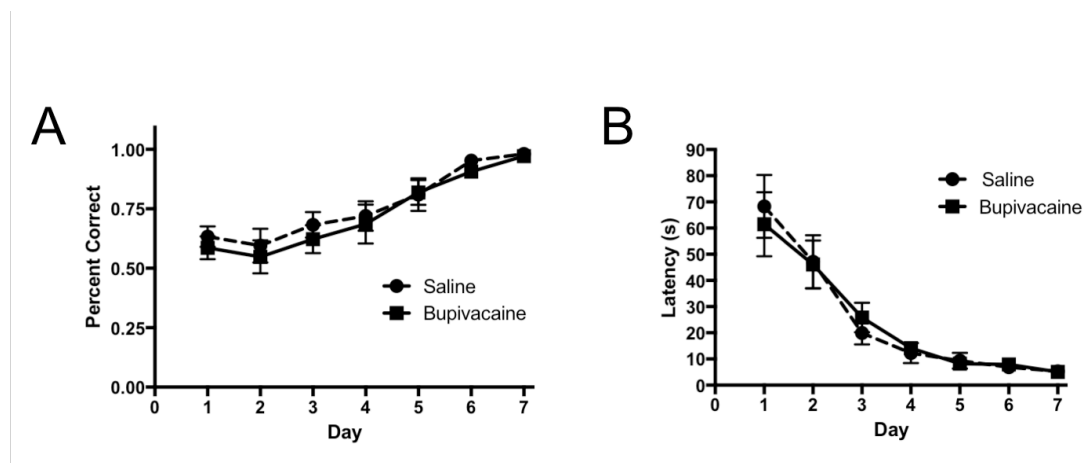 A
Percent Correct
1.00
0.75
0.50
0.25
0.00
0 1 2 3 4 5 6 7
Day
Saline
Bupivacaine
B
Latency (s)
90
80
70
60
50
40
30
20
10
0
0 1 2 3 4 5 6 7
Day
Saline
Bupivacaine